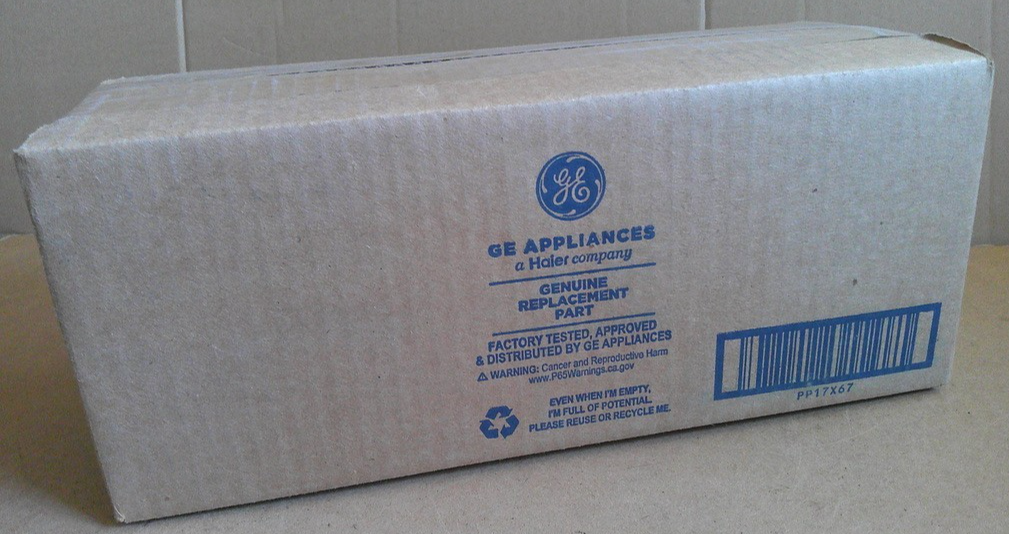 GE
GE APPLIANCES
a Haier company
GENUINE
REPLACEMENT
PART
FACTORY TESTED, APPROVED
& DISTRIBUTED BY GE APPLIANCES
⚠ WARNING: Cancer and Reproductive Harm
www.P65Warnings.ca.gov
EVEN WHEN I'M EMPTY,
I'M FULL OF POTENTIAL.
PLEASE REUSE OR RECYCLE ME.
PP17X67